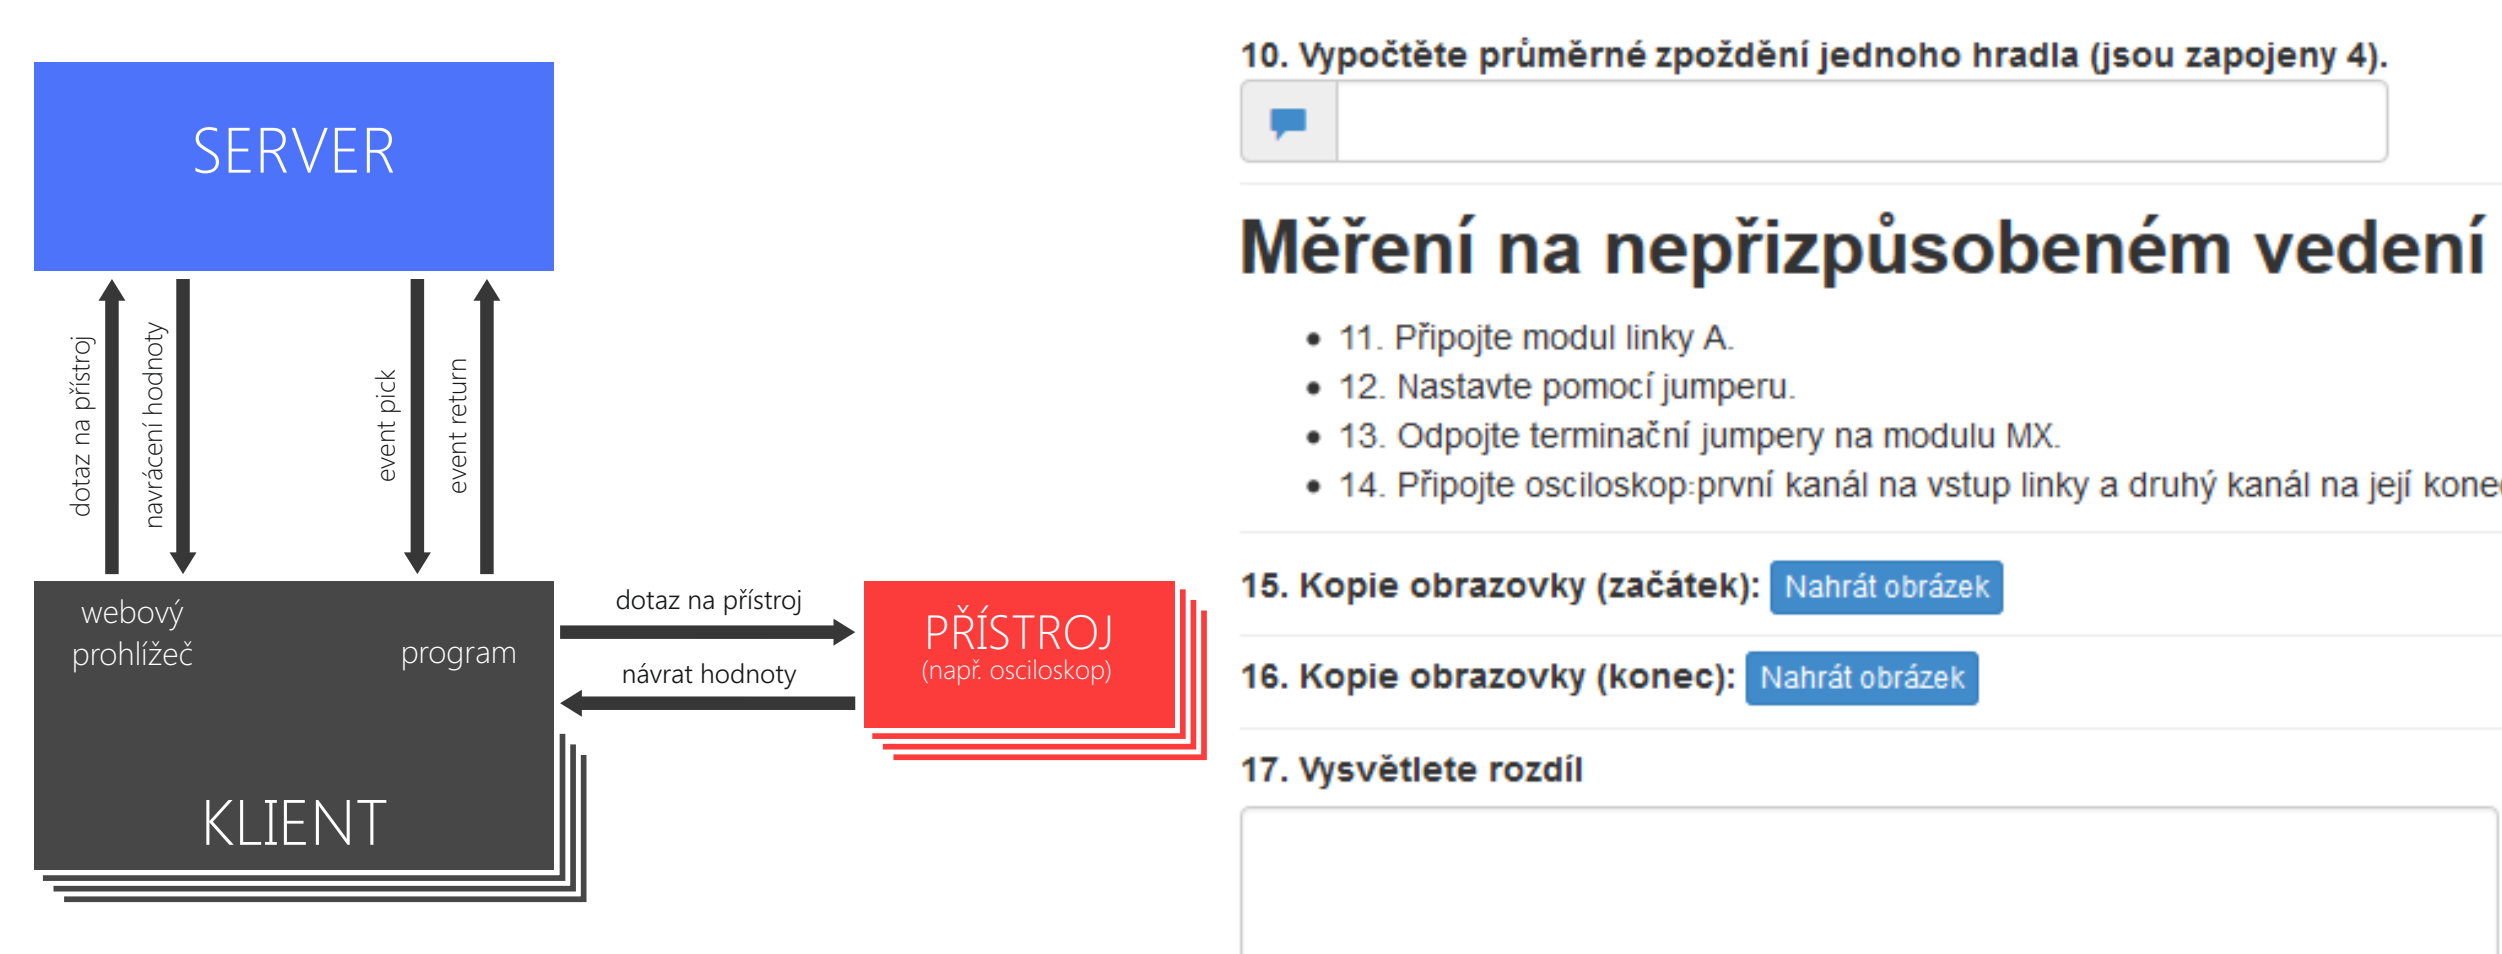 SERVER
dotaz na přístroj
navrácení hodnoty
event pick
event return
webový
prohlížeč
program
KLIENT
dotaz na přístroj
návrat hodnoty
PŘÍSTROJ
(např. osciloskop)
10. Vypočtěte průměrné zpoždění jednoho hradla (jsou zapojeny 4).
Měření na nepřizpůsobeném vedení
11. Připojte modul linky A.
12. Nastavte pomocí jumperu.
13. Odpojte terminační jumpery na modulu MX.
14. Připojte osciloskop:první kanál na vstup linky a druhý kanál na její
15. Kopie obrazovky (začátek): Nahrát obrázek
16. Kopie obrazovky (konec): Nahrát obrázek
17. Vysvětlete rozdíl